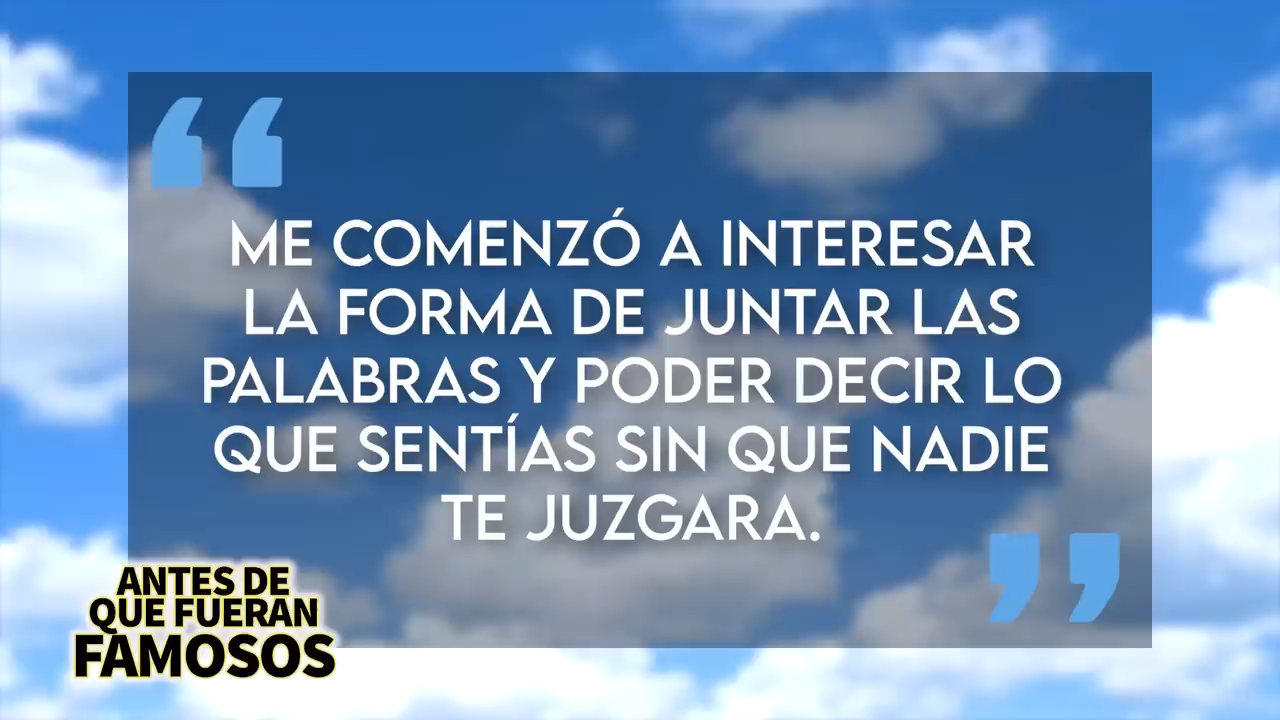 ME COMENZÓ A INTERESAR
LA FORMA DE JUNTAR LAS
PALABRAS Y PODER DECIR LO
QUE SENTÍAS SIN QUE NADIE
TE JUZGARA.
ANTES DE
QUE FUERAN
FAMOSOS